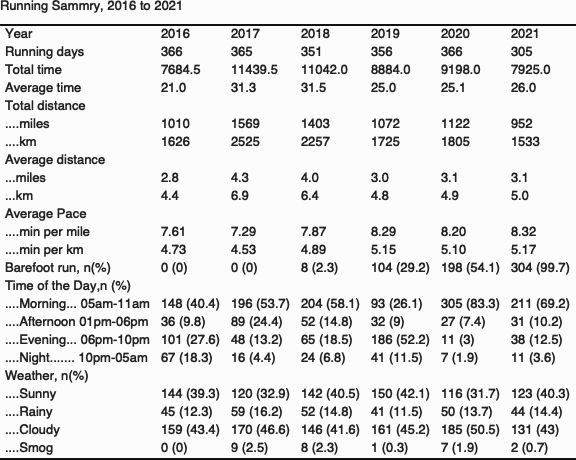 Running Sammry, 2016 to 2021
Year 2016 2017 2018 2019 2020 2021
Running days 366 365 351 356 366 305
Total time 7684.5 11439.5 11042.0 8884.0 9198.0 7925.0
Average time 21.0 31.3 31.5 25.0 25.1 26.0
Total distance
....miles 1010 1569 1403 1072 1122 952
....km 1626 2525 2257 1725 1805 1533
Average distance
...miles 2.8 4.3 4.0 3.0 3.1 3.1
...km 4.4 6.9 6.4 4.8 4.9 5.0
Average Pace
....min per mile 7.61 7.29 7.87 8.29 8.20 8.32
....min per km 4.73 4.53 4.89 5.15 5.10 5.17
Barefoot run, n(%) 0 (0) 0 (0) 8 (2.3) 104 (29.2) 198 (54.1) 304 (99.7)
Time of the Day,n (%)
....Morning... 05am-11am 148 (40.4) 196 (53.7) 204 (58.1) 93 (26.1) 305 (83.3) 211 (69.2)
....Afternoon 01pm-06pm 36 (9.8) 89 (24.4) 52 (14.8) 32 (9) 27 (7.4) 31 (10.2)
....Evening... 06pm-10pm 101 (27.6) 48 (13.2) 65 (18.5) 186 (52.2) 11 (3) 38 (12.5)
....Night....... 10pm-05am 67 (18.3) 16 (4.4) 24 (6.8) 41 (11.5) 7 (1.9) 11 (3.6)
Weather, n(%)
....Sunny 144 (39.3) 120 (32.9) 142 (40.5) 150 (42.1) 116 (31.7) 123 (40.3)
....Rainy 45 (12.3) 59 (16.2) 52 (14.8) 41 (11.5) 50 (13.7) 44 (14.4)
....Cloudy 159 (43.4) 170 (46.6) 146 (41.6) 161 (45.2) 185 (50.5) 131 (43)
....Smog 0 (0) 9 (2.5) 8 (2.3) 1 (0.3) 7 (1.9) 2 (0.7)